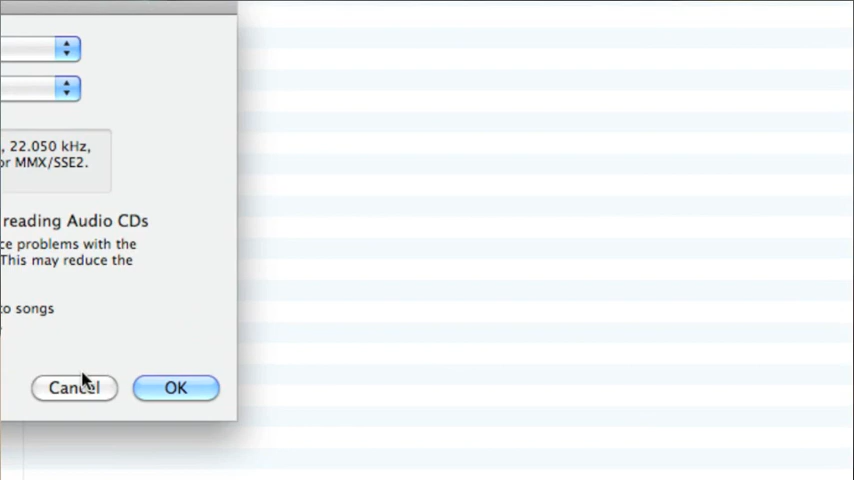 , 22.050 kHz,
or MMX/SSE2.
reading Audio CDs
ce problems with the
This may reduce the
to songs
Cancel
OK